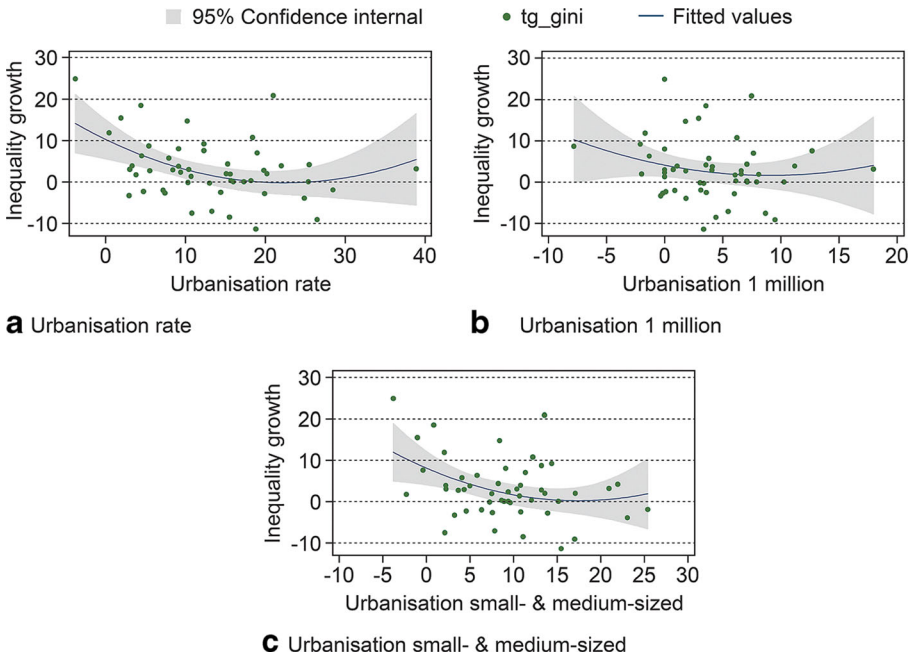 95% Confidence internal tg_gini Fitted values
Inequality growth
30
20
10
0
-10
0 10 20 30 40
Urbanisation rate
a Urbanisation rate
Inequality growth
30
20
10
0
-10
-10 -5 0 5 10 15 20
Urbanisation 1 million
b Urbanisation 1 million
Inequality growth
30
20
10
0
-10
-10 -5 0 5 10 15 20 25 30
Urbanisation small- & medium-sized
c Urbanisation small- & medium-sized